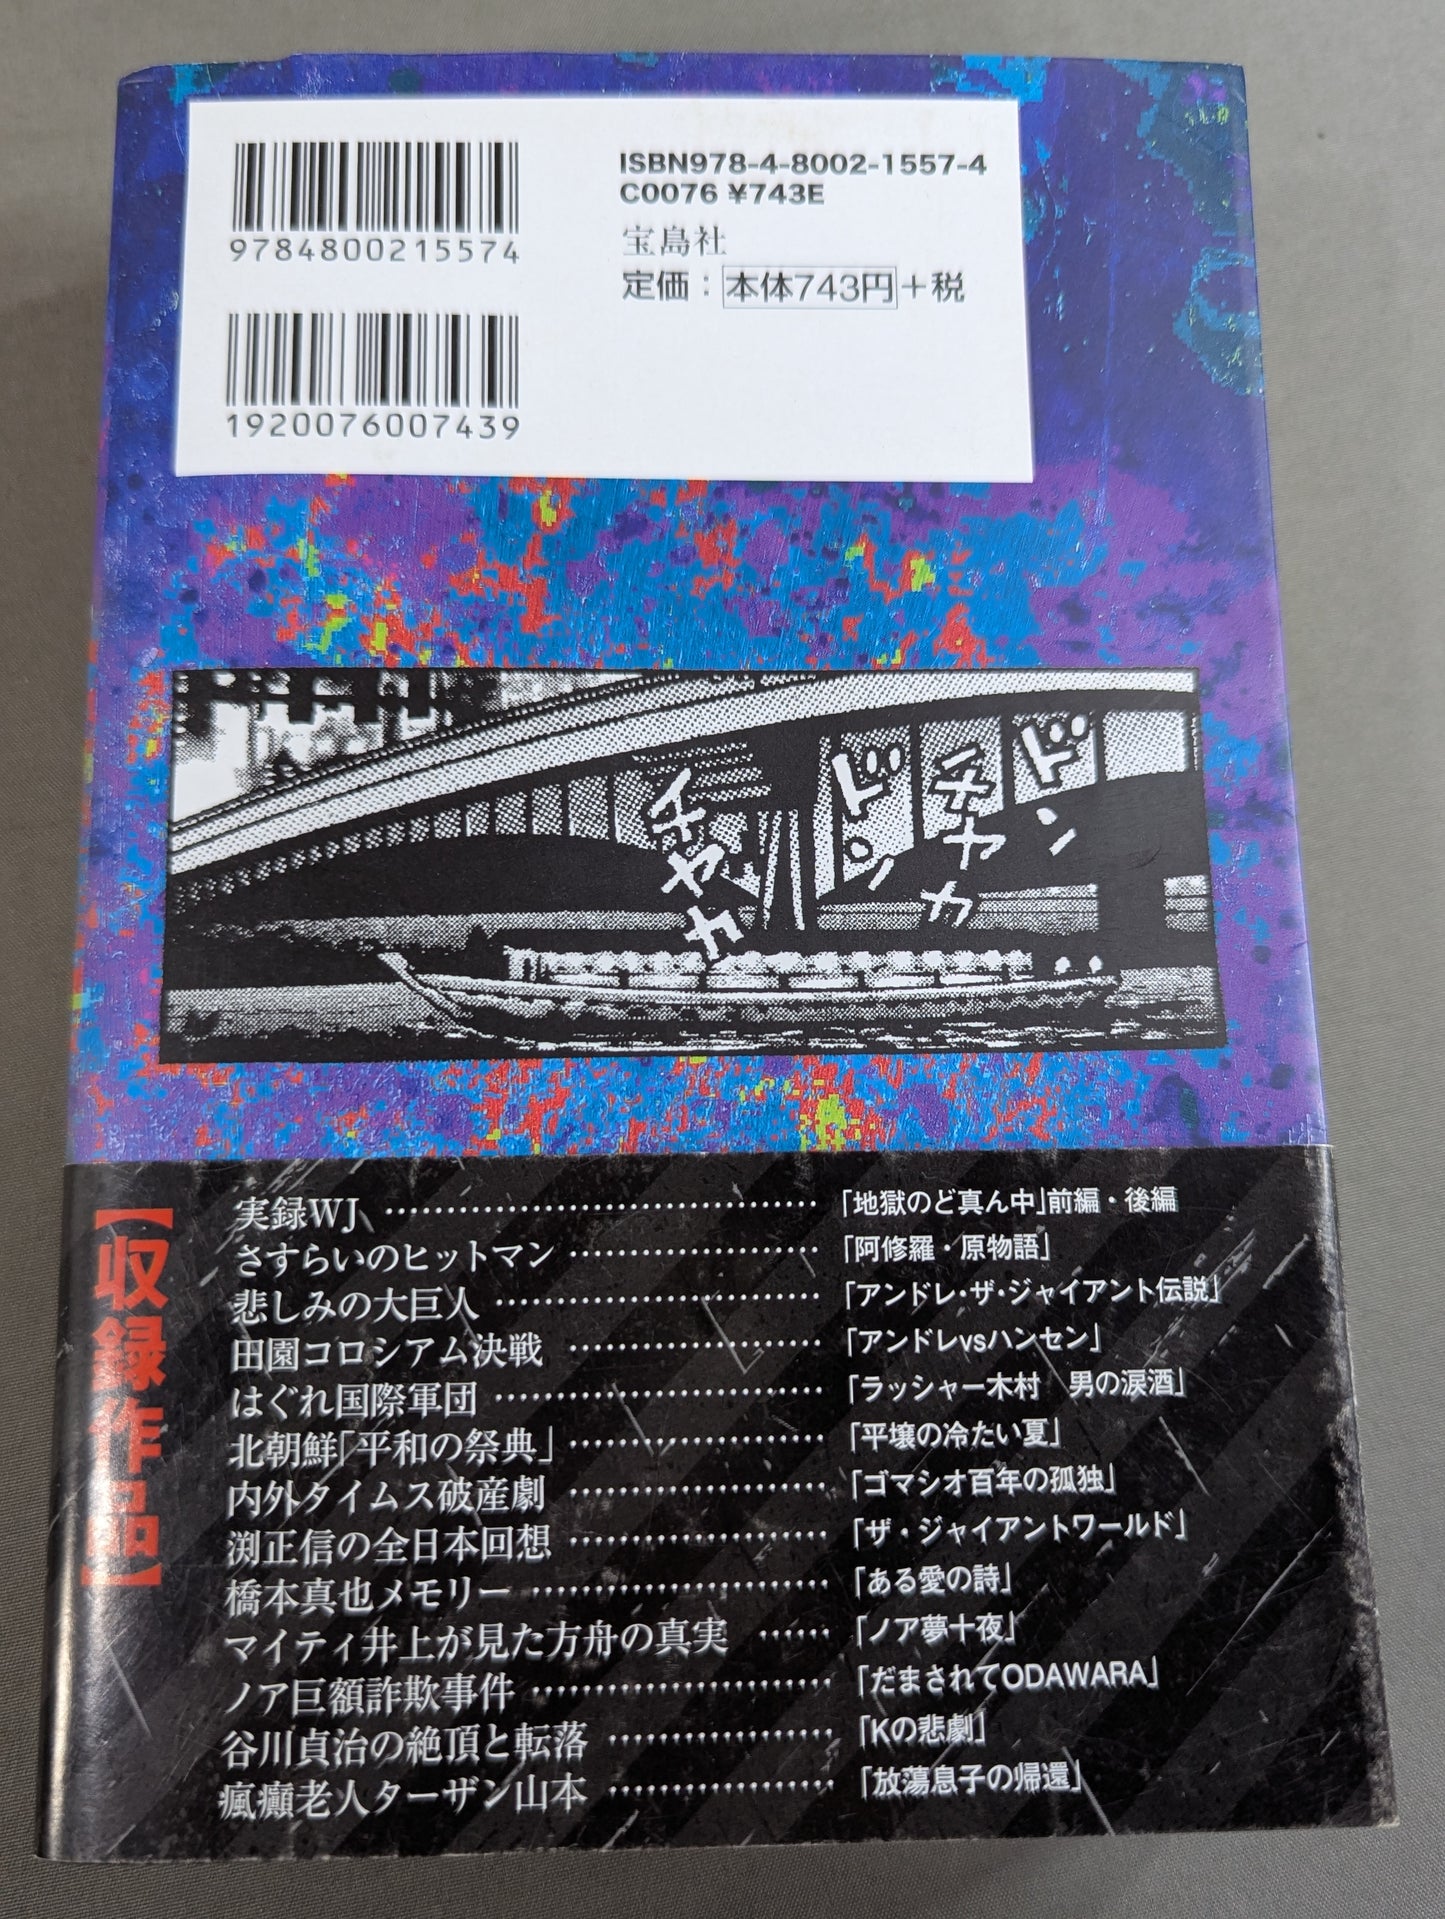 ISBN978-4-8002-1557-4
C0076 ¥743E
宝島社
定価：本体743円＋税
9784800215574
1920076007439
ドン
チャカ
ドン
チャカ
【収録作品】
実録WJ、……………………………「地獄のど真ん中」前編・後編
さすらいのヒットマン …………………「阿修羅・原物語」
悲しみの大巨人 ………………………「アンドレ・ザ・ジャイアント伝説」
田園コロシアム決戦 …………………「アンドレvsハンセン」
はぐれ国際軍団 ………………………「ラッシャー木村　男の涙酒」
北朝鮮「平和の祭典」…………………「平壌の冷たい夏」
内外タイムス破産劇 …………………「ゴマシオ百年の孤独」
渕正信の全日本回想 …………………「ザ・ジャイアントワールド」
橋本真也メモリー ……………………「ある愛の詩」
マイティ井上が見た方舟の真実 ……「ノア夢十夜」
ノア巨額詐欺事件 ……………………「だまされてODAWARA」
谷川貞治の絶頂と転落 ………………「Kの悲劇」
瘋癲老人ターザン山本 ………………「放蕩息子の帰還」